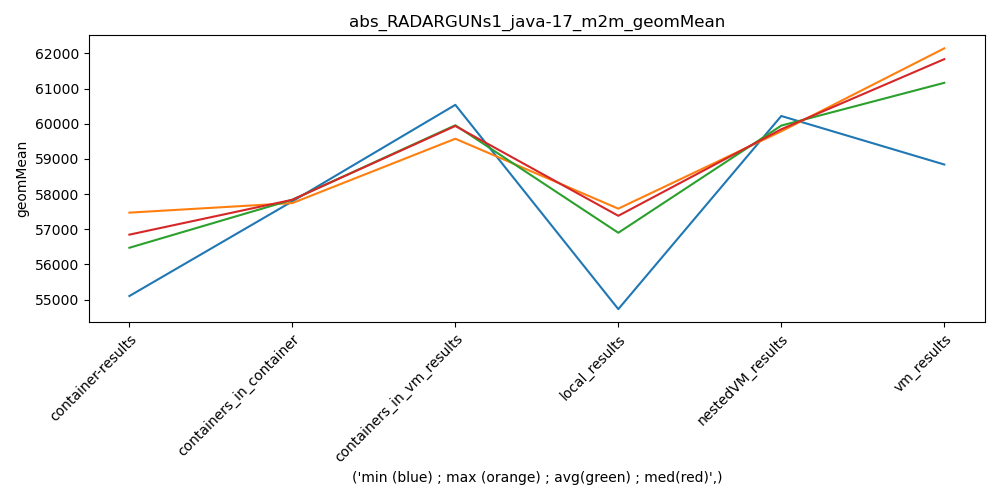 abs_RADARGUNs1_java-17_m2m_geomMean
geomMean
62000
61000
60000
59000
58000
57000
56000
55000
container-results
containers_in_container
containers_in_vm_results
local_results
nestedVM_results
vm_results
('min (blue) ; max (orange) ; avg(green) ; med(red)',)